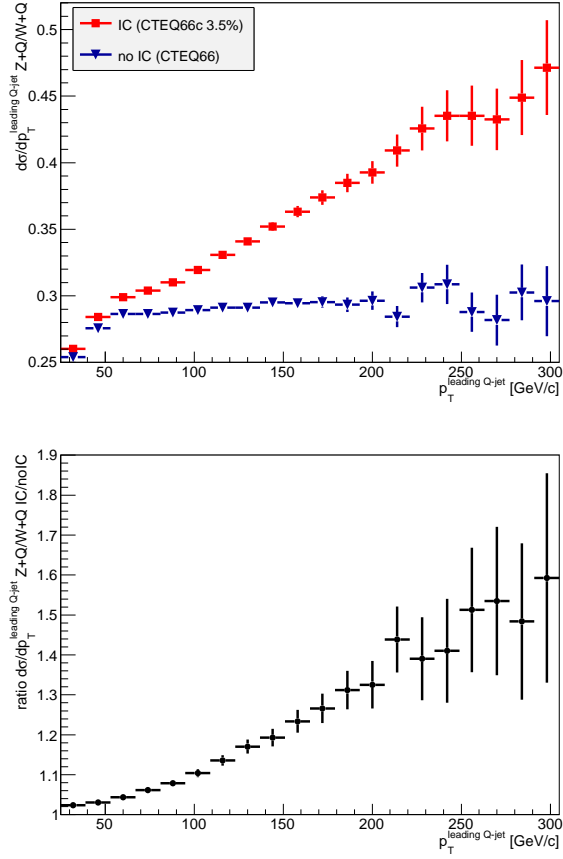 dσ/dp_T^leading Q-jet Z+Q/W+Q
IC (CTEQ66c 3.5%)
no IC (CTEQ66)
0.5
0.45
0.4
0.35
0.3
0.25
50 100 150 200 250 300
p_T^leading Q-jet [GeV/c]
ratio dσ/dp_T^leading Q-jet Z+Q/W+Q IC/noIC
1.9
1.8
1.7
1.6
1.5
1.4
1.3
1.2
1.1
1
50 100 150 200 250 300
p_T^leading Q-jet [GeV/c]